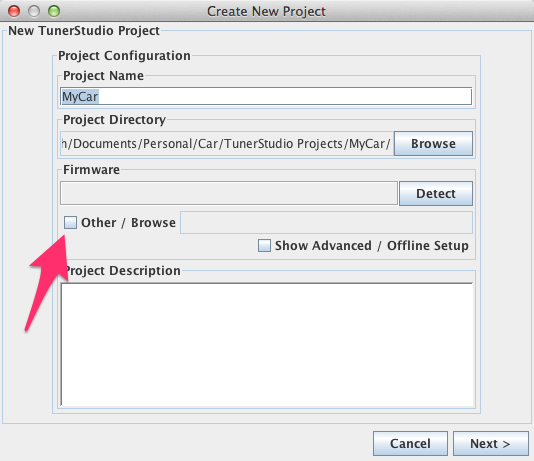 Create New Project
New TunerStudio Project
Project Configuration
Project Name
MyCar
Project Directory
h/Documents/Personal/Car/TunerStudio Projects/MyCar/
Browse
Firmware
Detect
Other / Browse
Show Advanced / Offline Setup
Project Description
Cancel
Next >